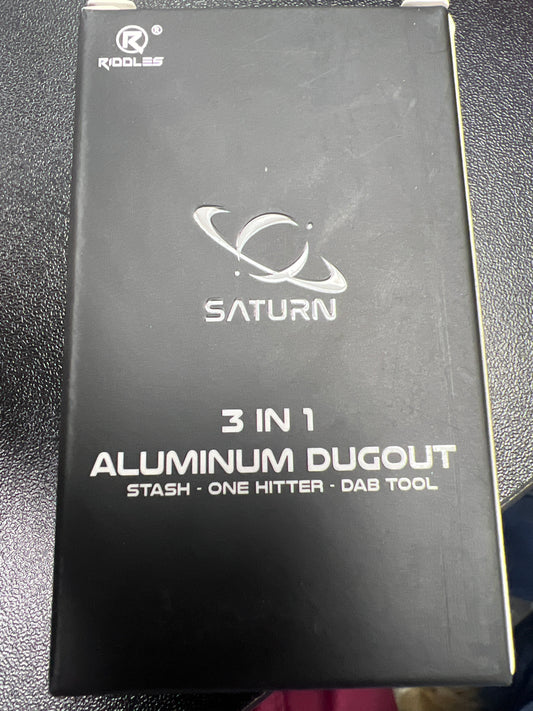 R ®
RIDDLES
SATURN
3 IN 1
ALUMINUM DUGOUT
STASH - ONE HITTER - DAB TOOL